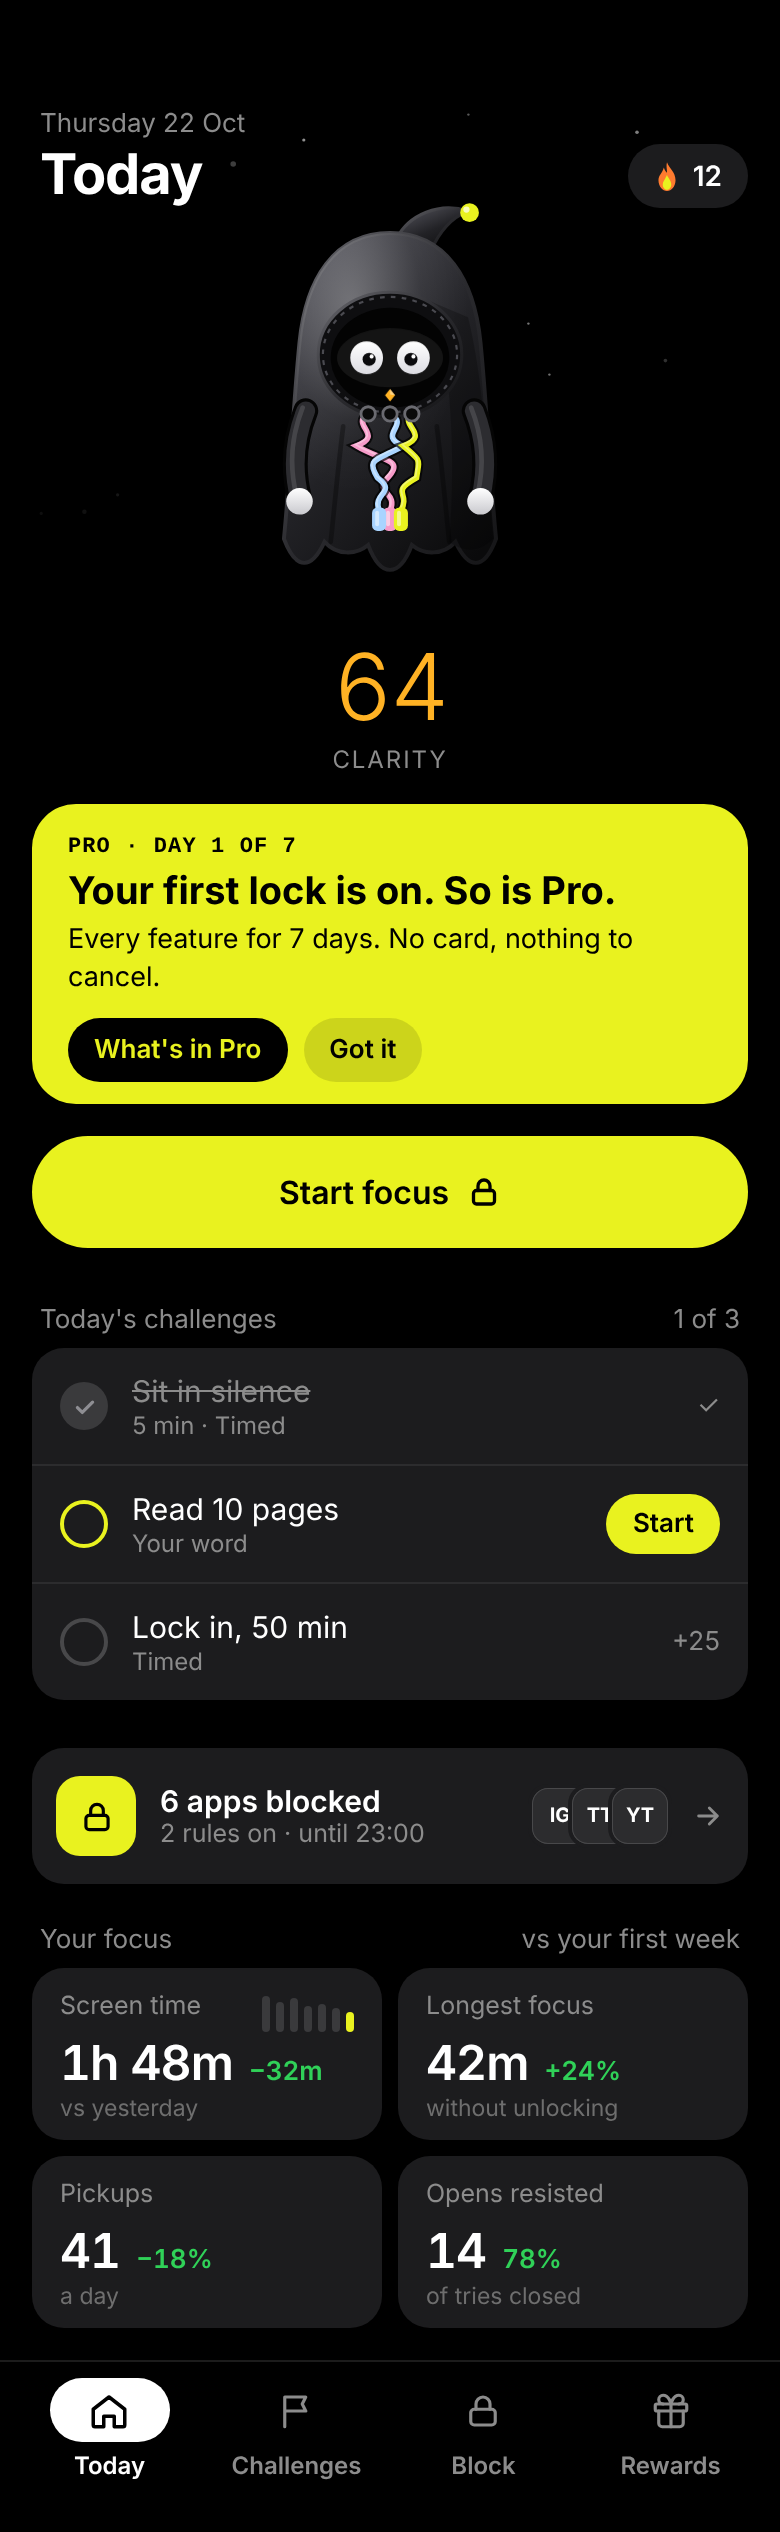 Thursday 22 Oct
Today
12
64
CLARITY
PRO · DAY 1 OF 7
Your first lock is on. So is Pro.
Every feature for 7 days. No card, nothing to
cancel.
What's in Pro
Got it
Start focus
Today's challenges
1 of 3
Sit in silence
5 min · Timed
Read 10 pages
Your word
Start
Lock in, 50 min
Timed
+25
6 apps blocked
2 rules on · until 23:00
IG
TT
YT
Your focus
vs your first week
Screen time
1h 48m −32m
vs yesterday
Longest focus
42m +24%
without unlocking
Pickups
41 −18%
a day
Opens resisted
14 78%
of tries closed
Today
Challenges
Block
Rewards